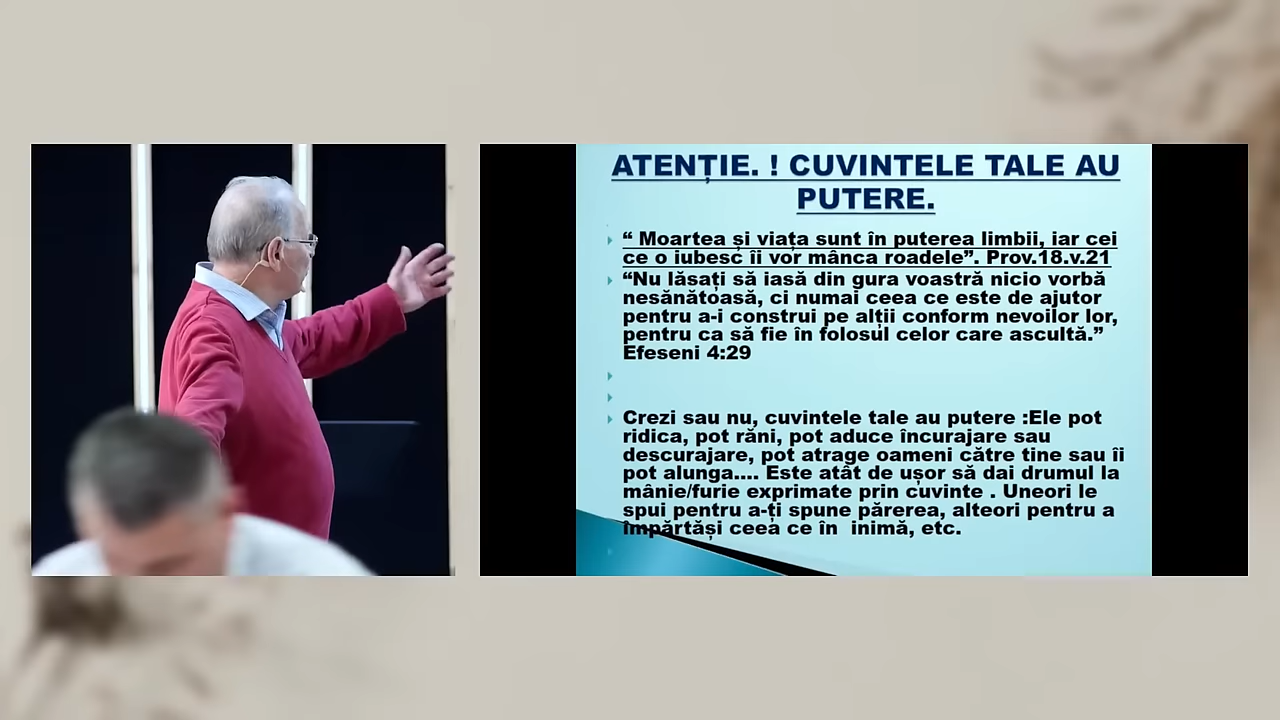 ATENȚIE. ! CUVINTELE TALE AU
PUTERE.
“ Moartea și viața sunt în puterea limbii, iar cei
ce o iubesc îi vor mânca roadele”. Prov.18.v.21
“Nu lăsați să iasă din gura voastră nicio vorbă
nesănătoasă, ci numai ceea ce este de ajutor
pentru a-i construi pe alții conform nevoilor lor,
pentru ca să fie în folosul celor care ascultă.”
Efeseni 4:29
Crezi sau nu, cuvintele tale au putere :Ele pot
ridica, pot răni, pot aduce încurajare sau
descurajare, pot atrage oameni către tine sau îi
pot alunga.... Este atât de ușor să dai drumul la
mânie/furie exprimate prin cuvinte . Uneori le
spui pentru a-ți spune părerea, alteori pentru a
împărtăși ceea ce în  inimă, etc.